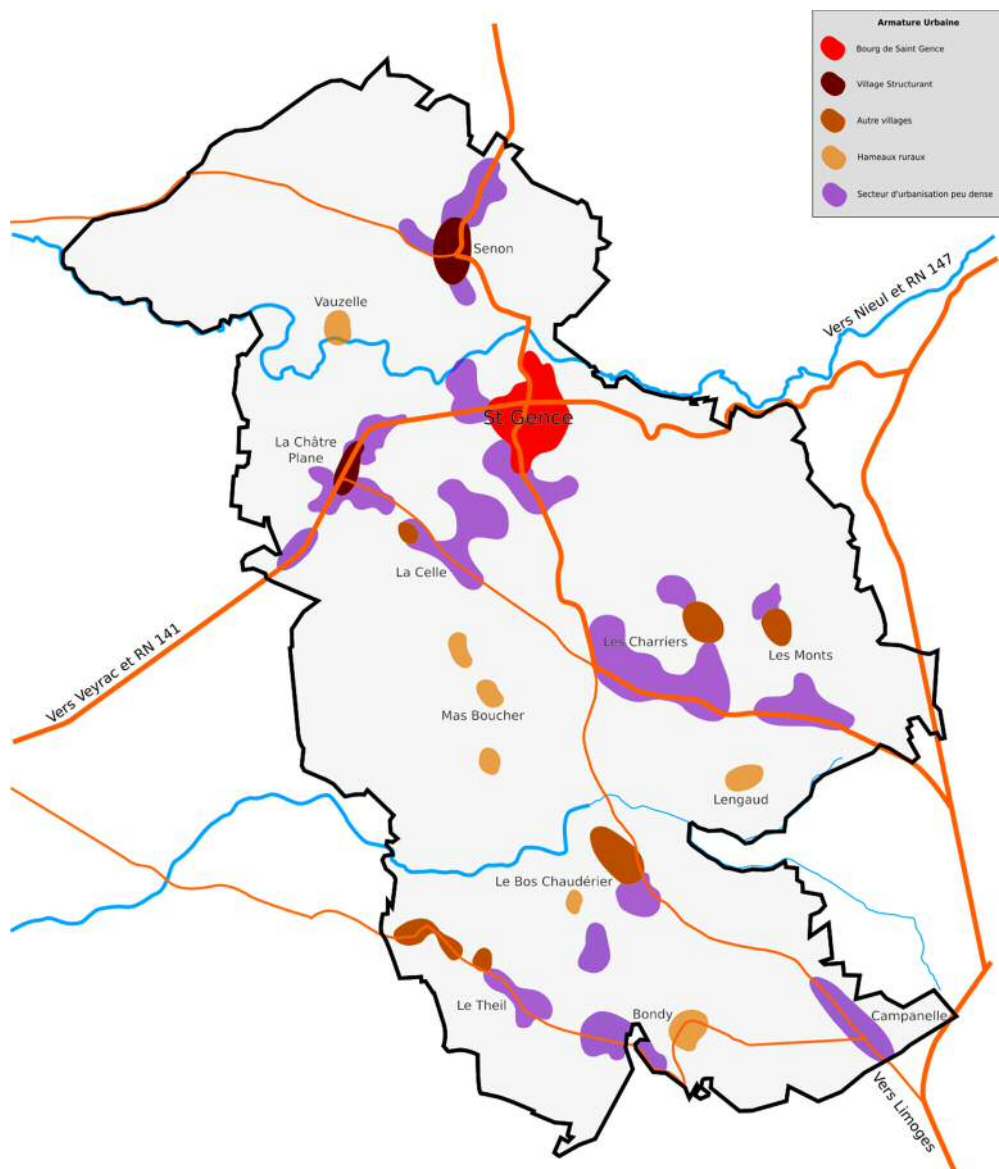 Armature Urbaine
Bourg de Saint Gence
Village Structurant
Autre villages
Hameaux ruraux
Secteur d'urbanisation peu dense
Senon
Vers Nieul et RN 147
Vauzelle
St Gence
La Châtre
Plane
La Celle
Les Charriers
Les Monts
Vers Veyrac et RN 141
Mas Boucher
Lengaud
Le Bos Chaudérier
Le Theil
Bondy
Campanelle
Vers Limoges